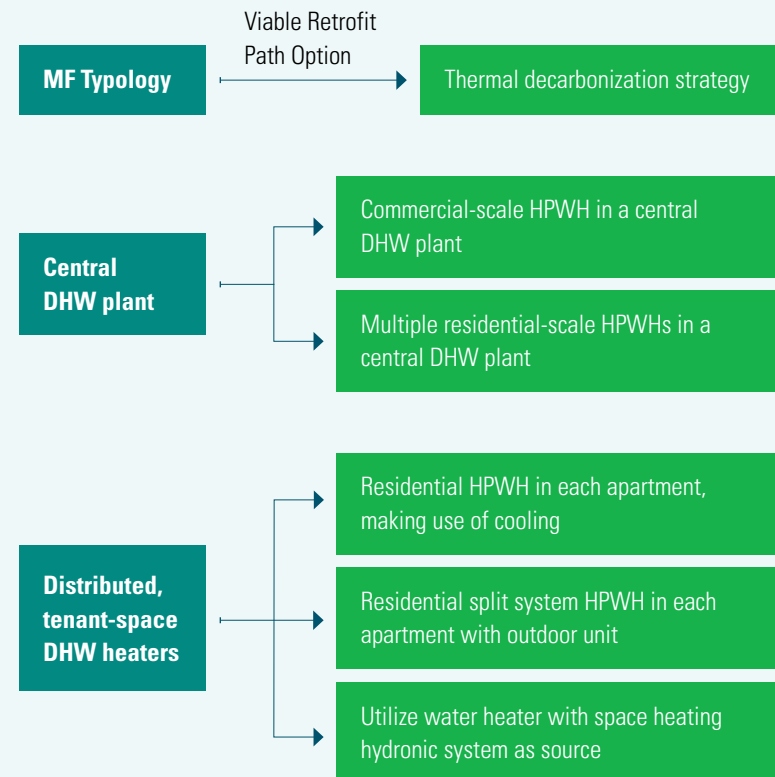 Viable Retrofit
Path Option
MF Typology
Thermal decarbonization strategy
Central
DHW plant
Commercial-scale HPWH in a central
DHW plant
Multiple residential-scale HPWHs in a
central DHW plant
Distributed,
tenant-space
DHW heaters
Residential HPWH in each apartment,
making use of cooling
Residential split system HPWH in each
apartment with outdoor unit
Utilize water heater with space heating
hydronic system as source